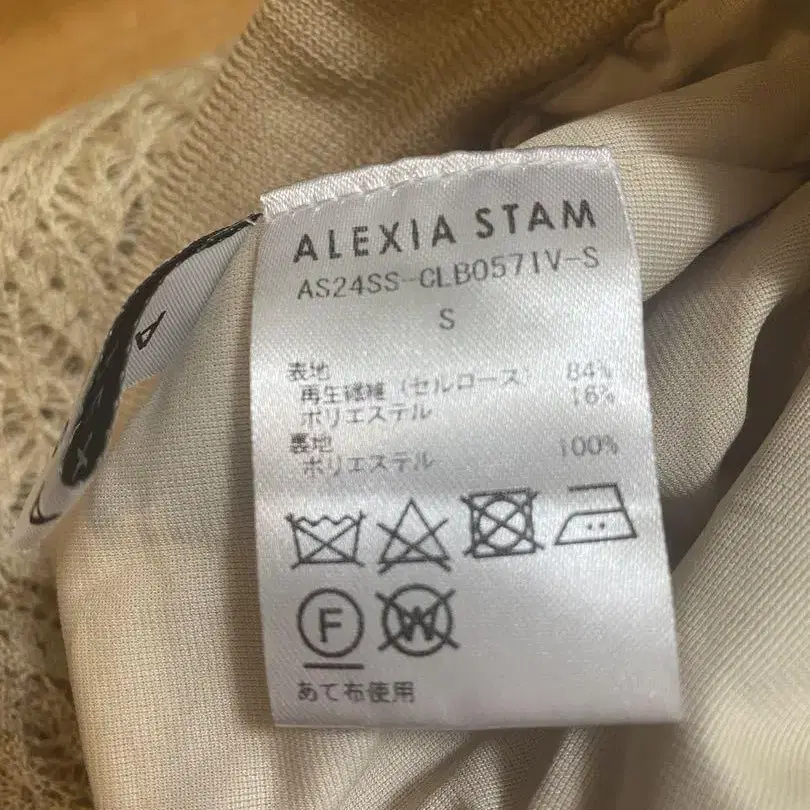 ALEXIA STAM
AS24SS-CLB057IV-S
S
表地
再生繊維（セルロース） 84%
ポリエステル 16%
裏地
ポリエステル 100%
F
W
あて布使用
A